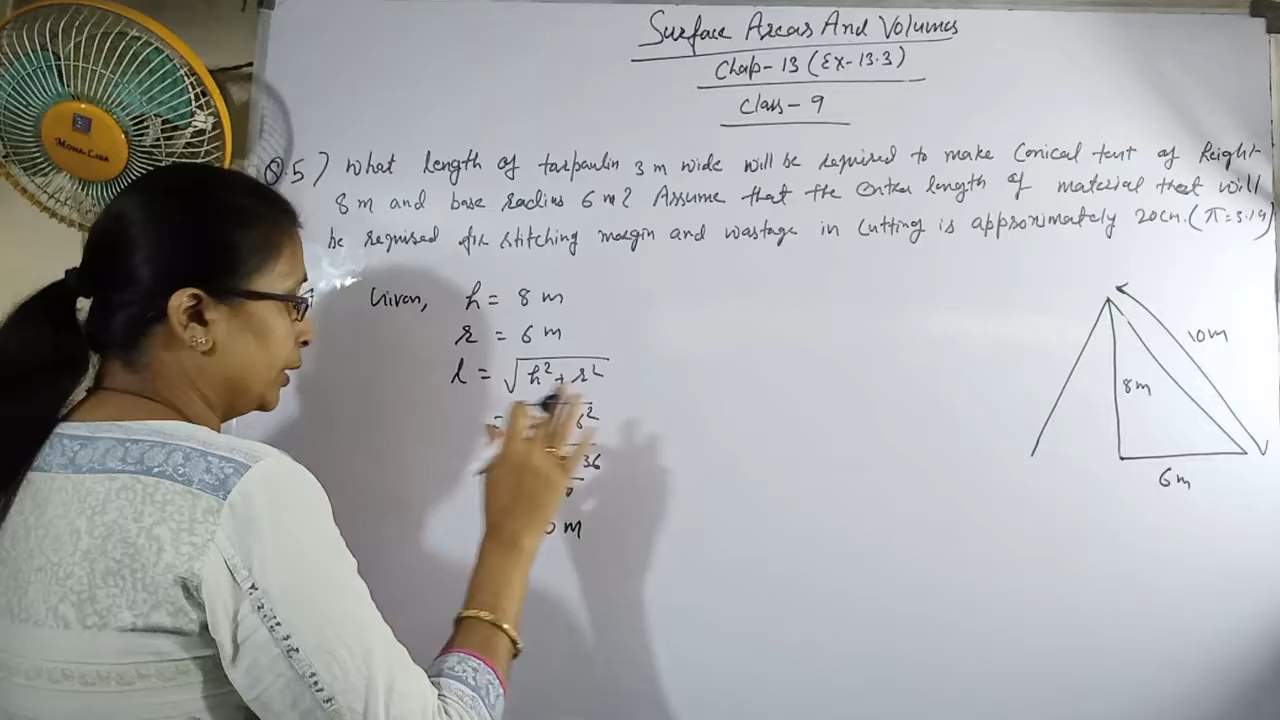 Surface Areas And Volumes
Chap-13 (Ex-13.3)
Class-9
Q.5) What length of tarpaulin 3 m wide will be required to make Conical tent of height
8 m and base radius 6 m? Assume that the extra length of material that will
be required for stitching margin and wastage in cutting is approximately 20cm. (π=3.14)
Given, h = 8 m
r = 6 m
l = √h²+r²
6²
36
m
10m
8m
6m
MONA-LISA